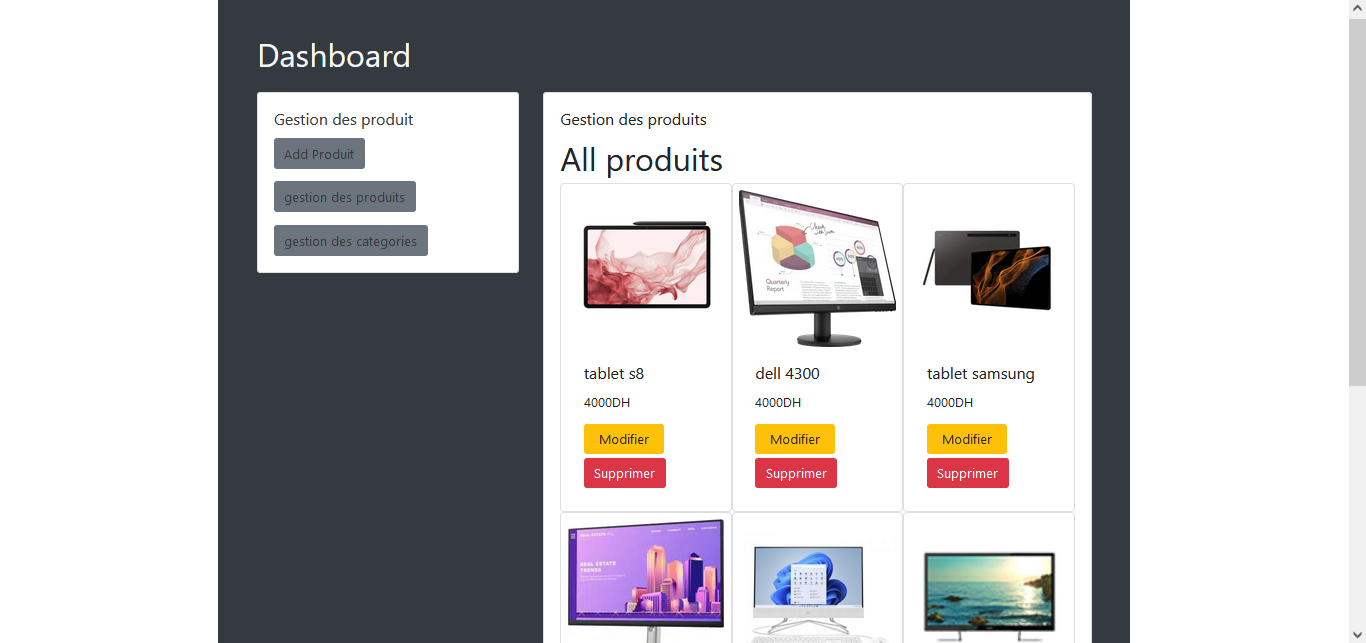 Dashboard
Gestion des produit
Add Produit
gestion des produits
gestion des categories
Gestion des produits
All produits
Quarterly
Report
tablet s8
4000DH
Modifier
Supprimer
dell 4300
4000DH
Modifier
Supprimer
tablet samsung
4000DH
Modifier
Supprimer
REAL ESTATE
TRENDS